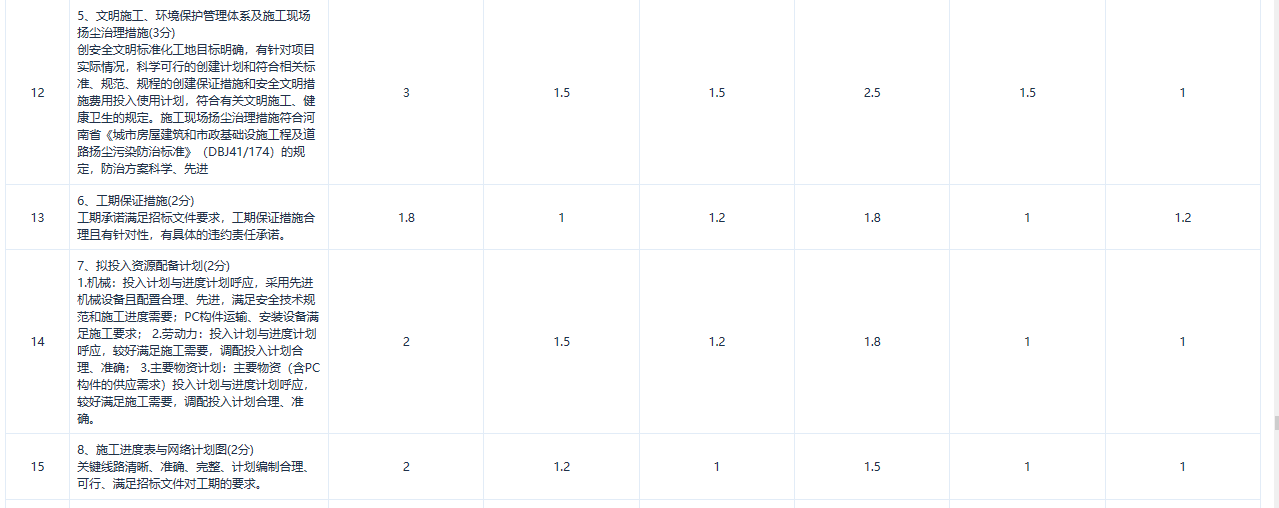 5、文明施工、环境保护管理体系及施工现场
扬尘治理措施(3分)
创安全文明标准化工地目标明确，有针对项目
实际情况，科学可行的创建计划和符合相关标
准、规范、规程的创建保证措施和安全文明措
施费用投入使用计划，符合有关文明施工、健
康卫生的规定。施工现场扬尘治理措施符合河
南省《城市房屋建筑和市政基础设施工程及道
路扬尘污染防治标准》（DBJ41/174）的规
定，防治方案科学、先进
12 3 1.5 1.5 2.5 1.5 1
6、工期保证措施(2分)
工期承诺满足招标文件要求，工期保证措施合
理且有针对性，有具体的违约责任承诺。
13 1.8 1 1.2 1.8 1 1.2
7、拟投入资源配备计划(2分)
1.机械：投入计划与进度计划呼应，采用先进
机械设备且配置合理、先进，满足安全技术规
范和施工进度需要；PC构件运输、安装设备满
足施工要求； 2.劳动力：投入计划与进度计划
呼应，较好满足施工需要，调配投入计划合
理、准确； 3.主要物资计划：主要物资（含PC
构件的供应需求）投入计划与进度计划呼应，
较好满足施工需要，调配投入计划合理、准
确。
14 2 1.5 1.2 1.8 1 1
8、施工进度表与网络计划图(2分)
关键线路清晰、准确、完整、计划编制合理、
可行、满足招标文件对工期的要求。
15 2 1.2 1 1.5 1 1